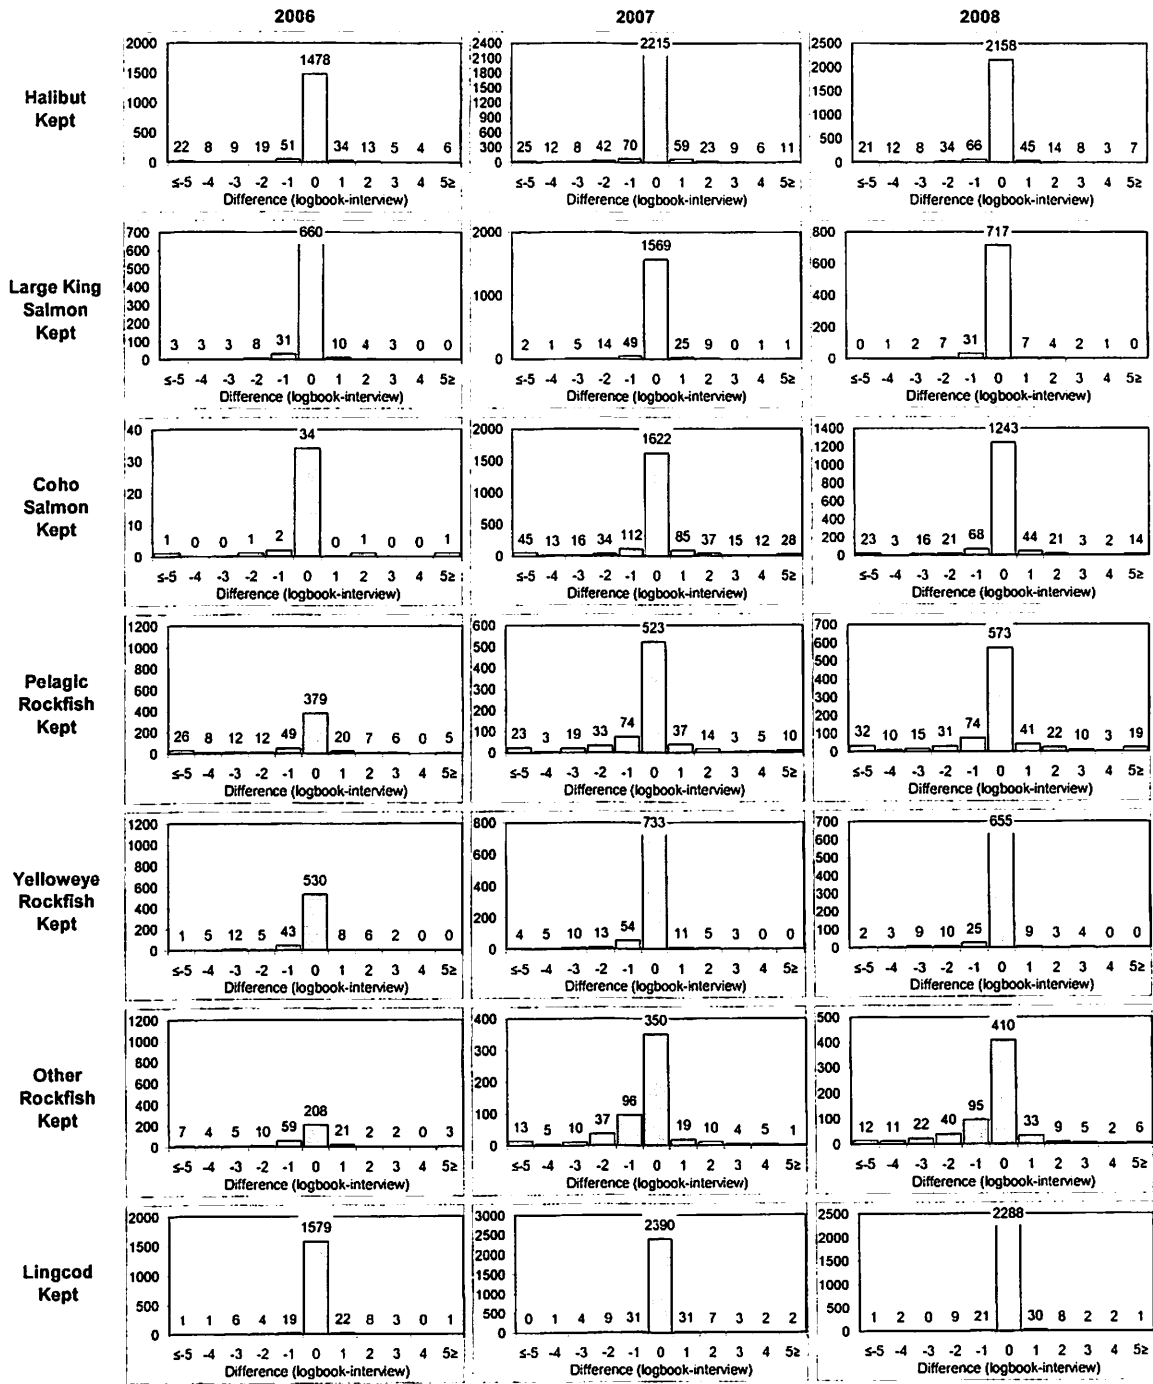 2006 2007 2008
Halibut
Kept
2000
1500
1000
500
0
1478
22 8 9 19 51 34 13 5 4 6
≤-5 -4 -3 -2 -1 0 1 2 3 4 5≥
Difference (logbook-interview)
2400
2100
1800
1500
1200
900
600
300
0
2215
25 12 8 42 70 59 23 9 6 11
≤-5 -4 -3 -2 -1 0 1 2 3 4 5≥
Difference (logbook-interview)
2500
2000
1500
1000
500
0
2158
21 12 8 34 66 45 14 8 3 7
≤-5 -4 -3 -2 -1 0 1 2 3 4 5≥
Difference (logbook-interview)
Large King
Salmon
Kept
700
600
500
400
300
200
100
0
660
3 3 3 8 31 10 4 3 0 0
≤-5 -4 -3 -2 -1 0 1 2 3 4 5≥
Difference (logbook-interview)
2000
1000
0
1569
2 1 5 14 49 25 9 0 1 1
≤-5 -4 -3 -2 -1 0 1 2 3 4 5≥
Difference (logbook-interview)
800
600
400
200
0
717
0 1 2 7 31 7 4 2 1 0
≤-5 -4 -3 -2 -1 0 1 2 3 4 5≥
Difference (logbook-interview)
Coho
Salmon
Kept
40
30
20
10
0
34
1 0 0 1 2 0 1 0 0 1
≤-5 -4 -3 -2 -1 0 1 2 3 4 5≥
Difference (logbook-interview)
2000
1500
1000
500
0
1622
45 13 16 34 112 85 37 15 12 28
≤-5 -4 -3 -2 -1 0 1 2 3 4 5≥
Difference (logbook-interview)
1400
1200
1000
800
600
400
200
0
1243
23 3 16 21 68 44 21 3 2 14
≤-5 -4 -3 -2 -1 0 1 2 3 4 5≥
Difference (logbook-interview)
Pelagic
Rockfish
Kept
1200
1000
800
600
400
200
0
379
26 8 12 12 49 20 7 6 0 5
≤-5 -4 -3 -2 -1 0 1 2 3 4 5≥
Difference (logbook-interview)
600
500
400
300
200
100
0
523
23 3 19 33 74 37 14 3 5 10
≤-5 -4 -3 -2 -1 0 1 2 3 4 5≥
Difference (logbook-interview)
700
600
500
400
300
200
100
0
573
32 10 15 31 74 41 22 10 3 19
≤-5 -4 -3 -2 -1 0 1 2 3 4 5≥
Difference (logbook-interview)
Yelloweye
Rockfish
Kept
1200
1000
800
600
400
200
0
530
1 5 12 5 43 8 6 2 0 0
≤-5 -4 -3 -2 -1 0 1 2 3 4 5≥
Difference (logbook-interview)
800
600
400
200
0
733
4 5 10 13 54 11 5 3 0 0
≤-5 -4 -3 -2 -1 0 1 2 3 4 5≥
Difference (logbook-interview)
700
600
500
400
300
200
100
0
655
2 3 9 10 25 9 3 4 0 0
≤-5 -4 -3 -2 -1 0 1 2 3 4 5≥
Difference (logbook-interview)
Other
Rockfish
Kept
1200
1000
800
600
400
200
0
208
7 4 5 10 59 21 2 2 0 3
≤-5 -4 -3 -2 -1 0 1 2 3 4 5≥
Difference (logbook-interview)
400
300
200
100
0
350
13 5 10 37 96 19 10 4 5 1
≤-5 -4 -3 -2 -1 0 1 2 3 4 5≥
Difference (logbook-interview)
500
400
300
200
100
0
410
12 11 22 40 95 33 9 5 2 6
≤-5 -4 -3 -2 -1 0 1 2 3 4 5≥
Difference (logbook-interview)
Lingcod
Kept
2000
1500
1000
500
0
1579
1 1 6 4 19 22 8 3 0 1
≤-5 -4 -3 -2 -1 0 1 2 3 4 5≥
Difference (logbook-interview)
3000
2500
2000
1500
1000
500
0
2390
0 1 4 9 31 31 7 3 2 2
≤-5 -4 -3 -2 -1 0 1 2 3 4 5≥
Difference (logbook-interview)
2500
2000
1500
1000
500
0
2288
1 2 0 9 21 30 8 2 2 1
≤-5 -4 -3 -2 -1 0 1 2 3 4 5≥
Difference (logbook-interview)